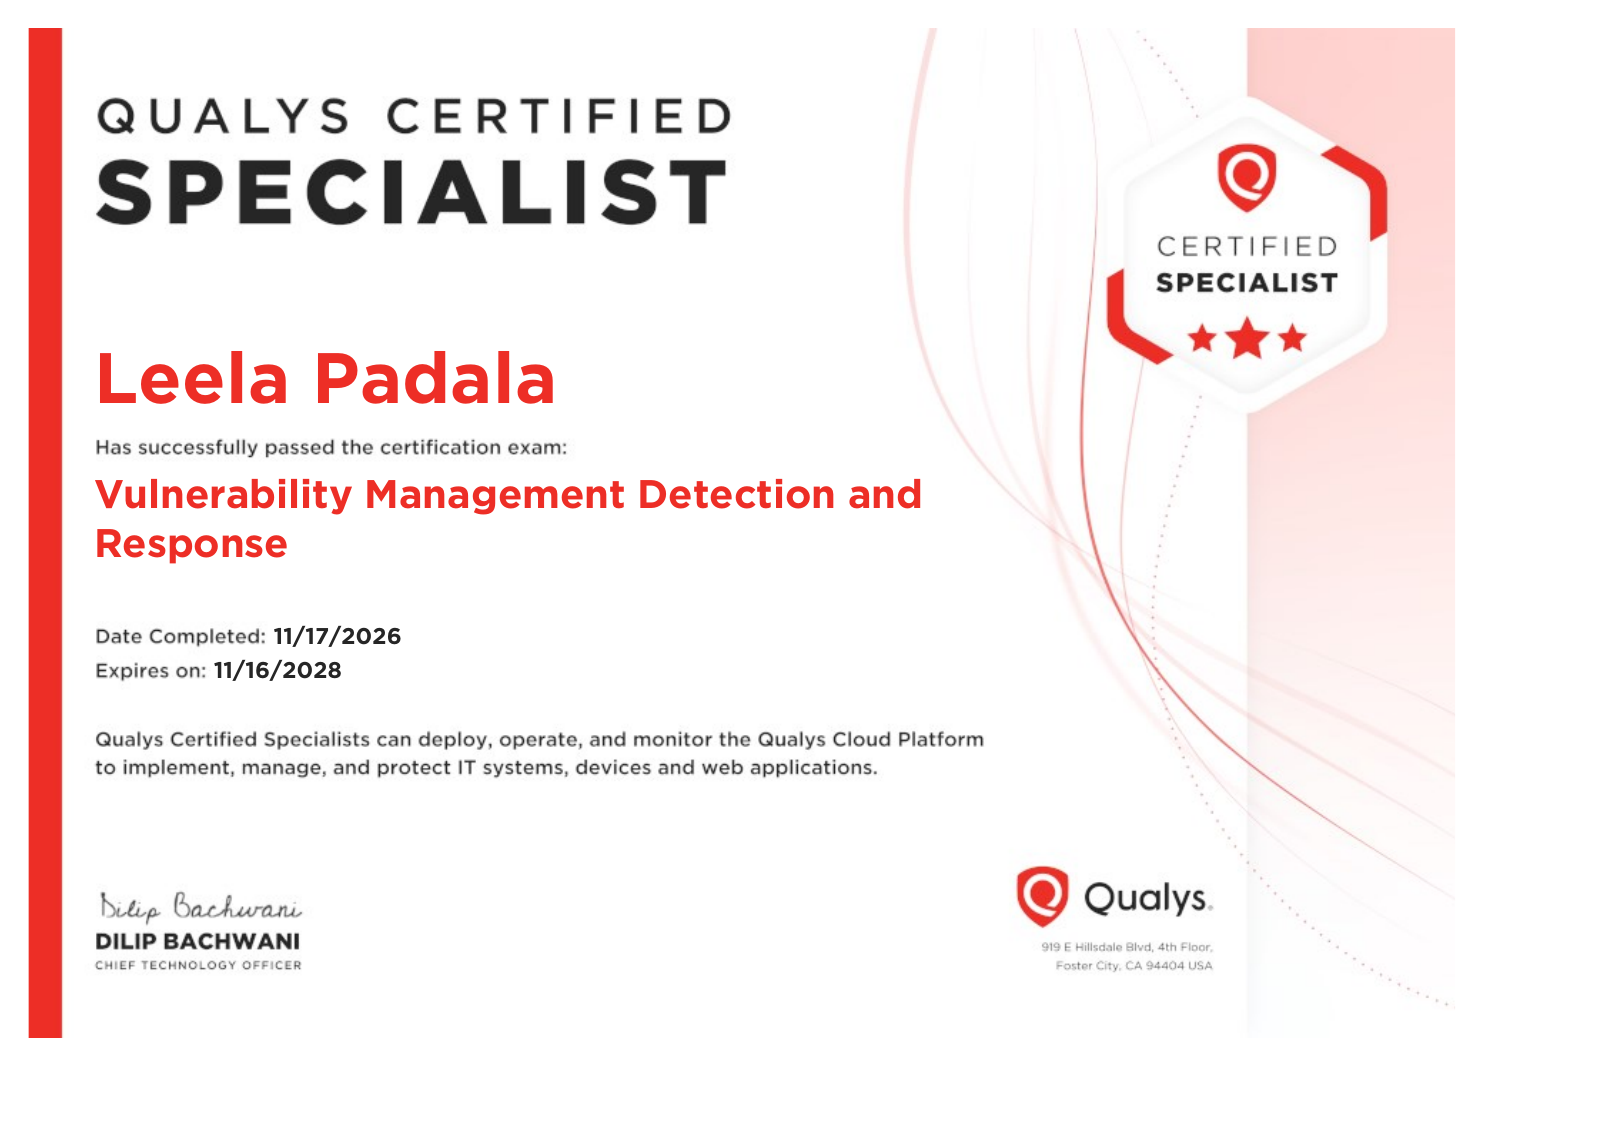 QUALYS CERTIFIED
SPECIALIST
CERTIFIED
SPECIALIST
Leela Padala
Has successfully passed the certification exam:
Vulnerability Management Detection and
Response
Date Completed: 11/17/2026
Expires on: 11/16/2028
Qualys Certified Specialists can deploy, operate, and monitor the Qualys Cloud Platform
to implement, manage, and protect IT systems, devices and web applications.
Dilip Bachwani
DILIP BACHWANI
CHIEF TECHNOLOGY OFFICER
Qualys.
919 E Hillsdale Blvd, 4th Floor,
Foster City, CA 94404 USA